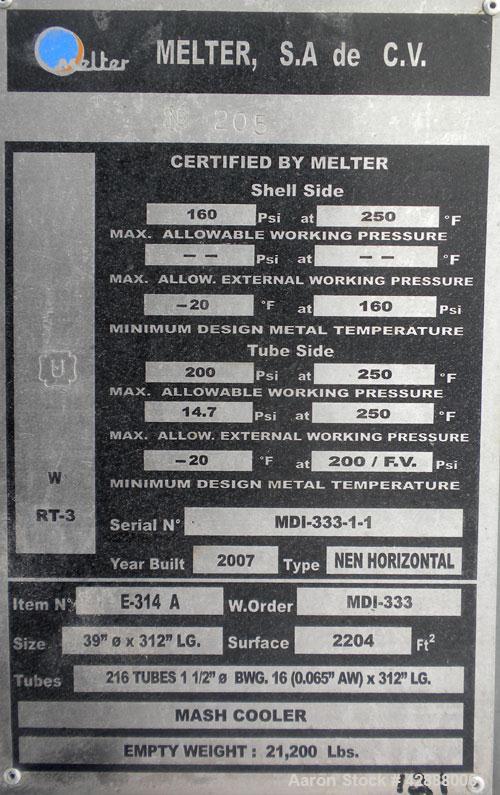 Melter MELTER, S.A de C.V.
205
CERTIFIED BY MELTER
Shell Side
160 Psi at 250 °F
MAX. ALLOWABLE WORKING PRESSURE
-- Psi at -- °F
MAX. ALLOW. EXTERNAL WORKING PRESSURE
-20 °F at 160 Psi
MINIMUM DESIGN METAL TEMPERATURE
Tube Side
200 Psi at 250 °F
MAX. ALLOWABLE WORKING PRESSURE
14.7 Psi at 250 °F
MAX. ALLOW. EXTERNAL WORKING PRESSURE
-20 °F at 200 / F.V. Psi
MINIMUM DESIGN METAL TEMPERATURE
U
W
RT-3
Serial N° MDI-333-1-1
Year Built 2007 Type NEN HORIZONTAL
Item N° E-314 A W.Order MDI-333
Size 39" ø x 312" LG. Surface 2204 Ft²
Tubes 216 TUBES 1 1/2" ø BWG. 16 (0.065" AW) x 312" LG.
MASH COOLER
EMPTY WEIGHT : 21,200 Lbs.
Aaron Stock #